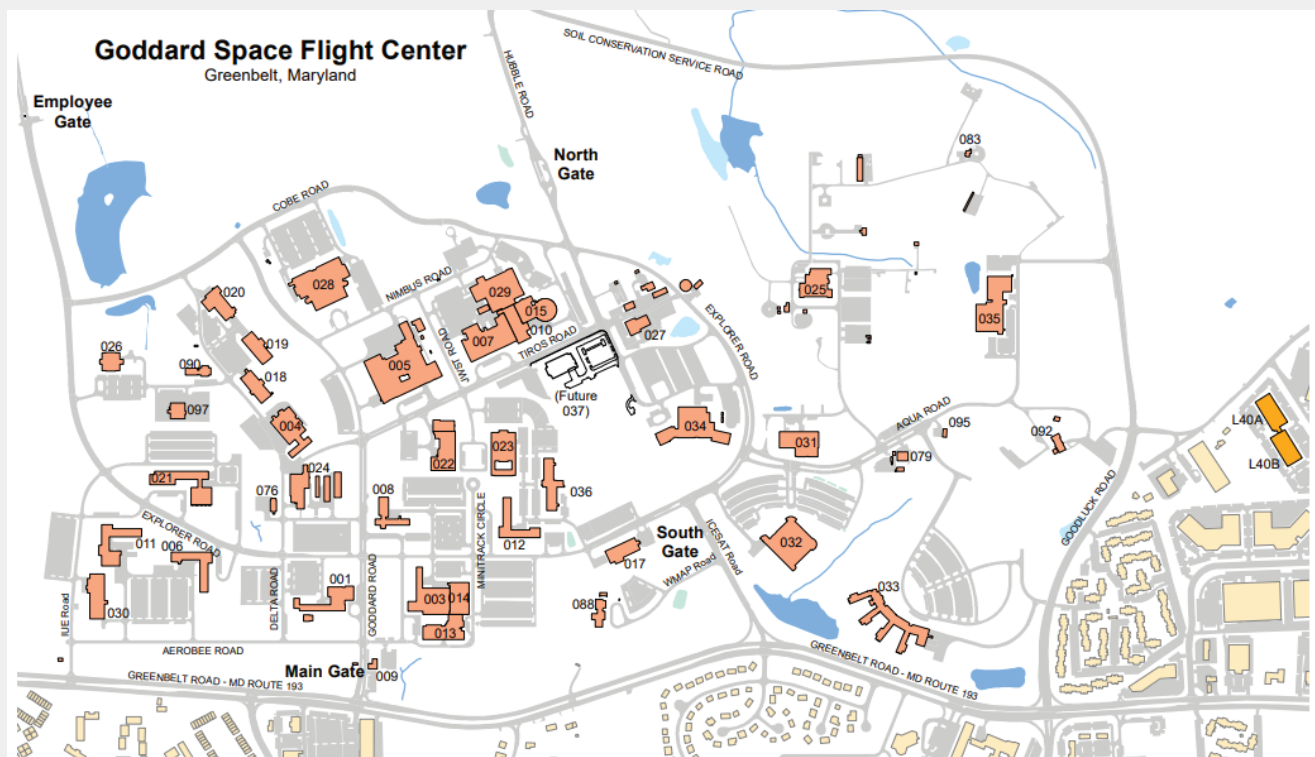 Goddard Space Flight Center
Greenbelt, Maryland
SOIL CONSERVATION SERVICE ROAD
HUBBLE ROAD
Employee
Gate
North
Gate
083
COBE ROAD
028
NIMBUS ROAD
029
015
010
007
TIROS ROAD
JWST ROAD
005
020
019
018
026
090
097
004
027
EXPLORER ROAD
025
035
(Future
037)
034
031
AQUA ROAD
095
092
079
L40A
L40B
GOODLUCK ROAD
021
024
076
022
023
008
036
MINITRACK CIRCLE
012
EXPLORER ROAD
011
006
030
IUE Road
001
DELTA ROAD
GODDARD ROAD
003
014
013
017
South
Gate
ICESAT Road
WMAP Road
088
032
033
AEROBEE ROAD
Main Gate
009
GREENBELT ROAD - MD ROUTE 193
GREENBELT ROAD - MD ROUTE 193